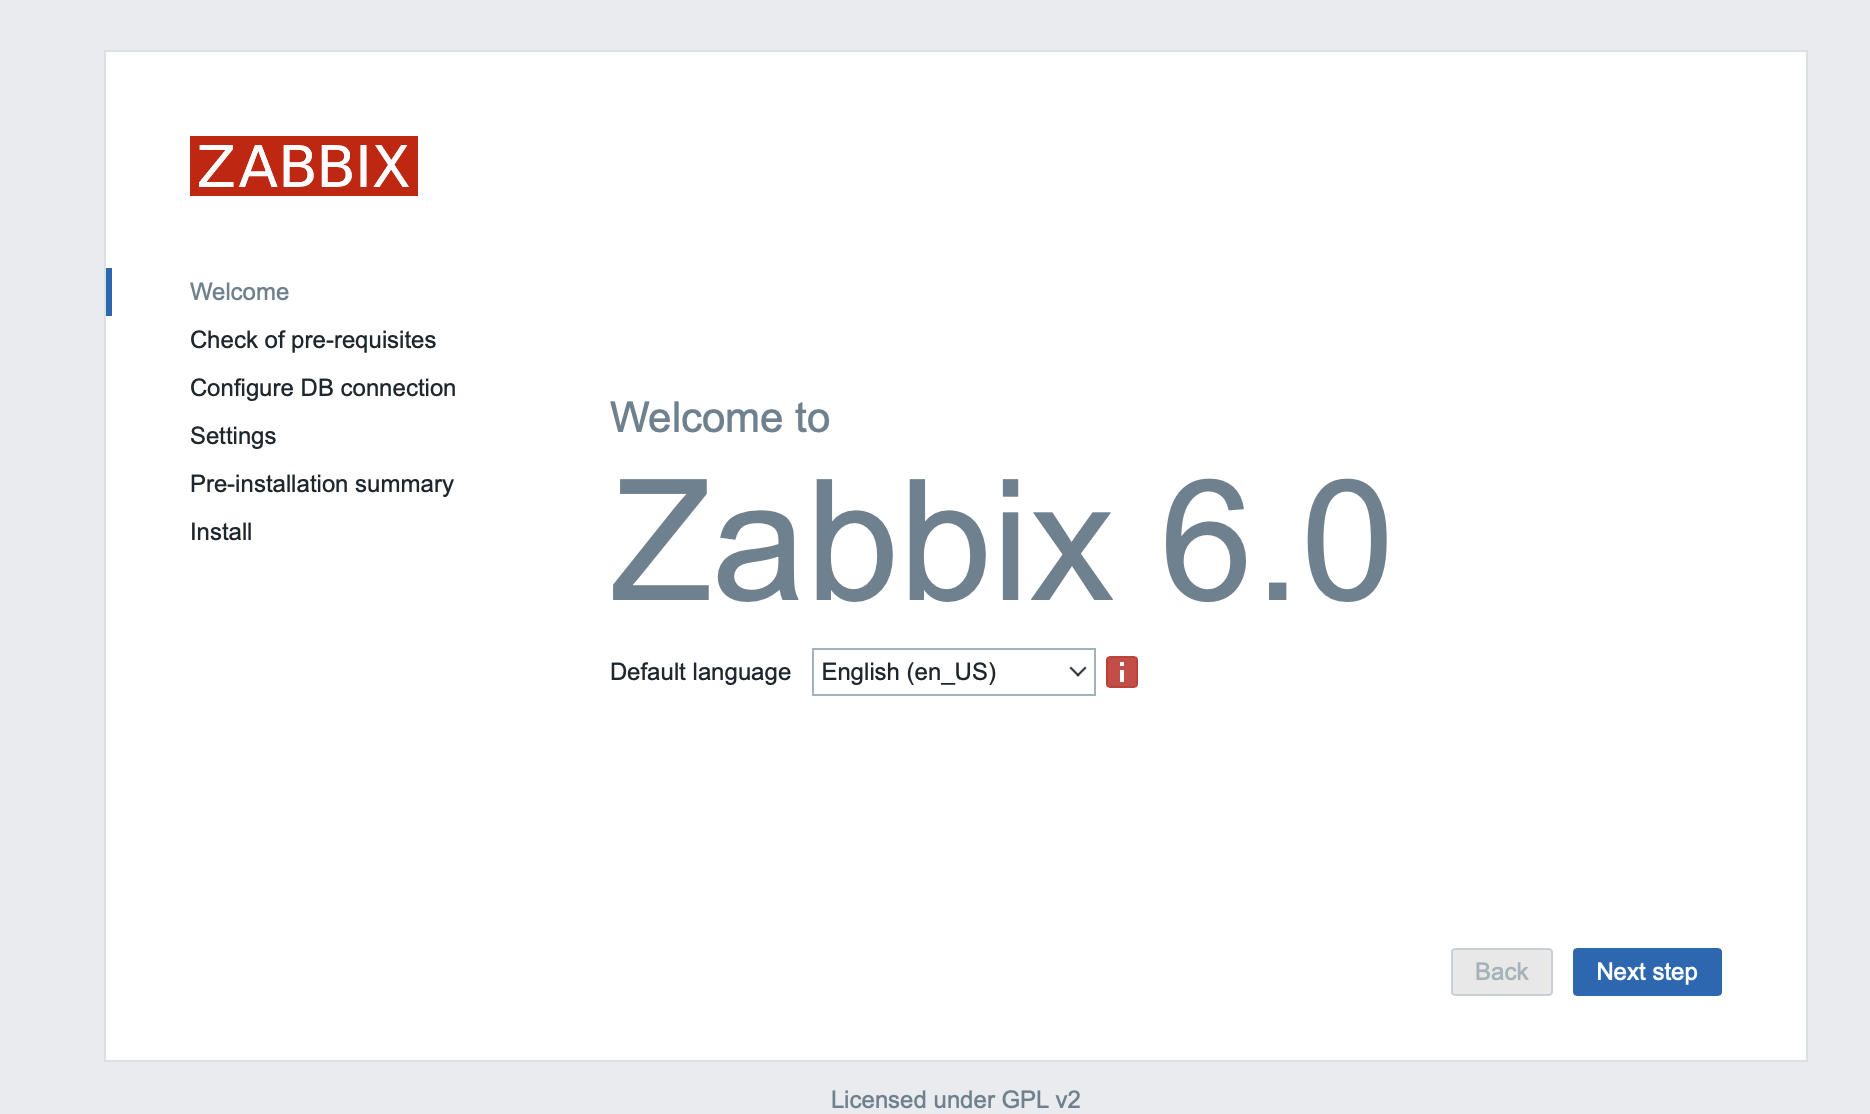 ZABBIX
Welcome
Check of pre-requisites
Configure DB connection
Settings
Pre-installation summary
Install
Welcome to
Zabbix 6.0
Default language English (en_US) i
Back Next step
Licensed under GPL v2